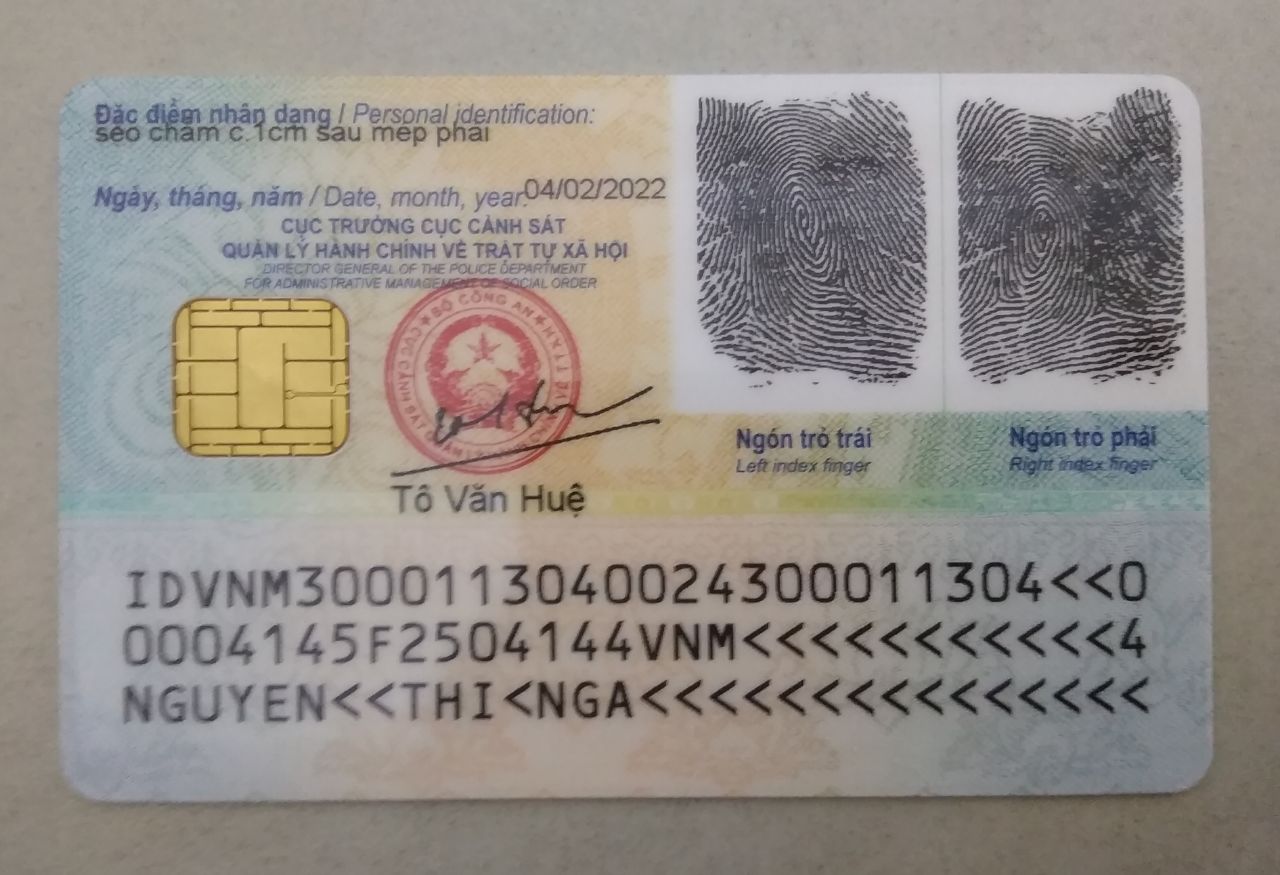 Đặc điểm nhân dạng / Personal identification:
sẹo chấm c.1cm sau mép phải
Ngày, tháng, năm / Date, month, year: 04/02/2022
CỤC TRƯỞNG CỤC CẢNH SÁT
QUẢN LÝ HÀNH CHÍNH VỀ TRẬT TỰ XÃ HỘI
DIRECTOR GENERAL OF THE POLICE DEPARTMENT
FOR ADMINISTRATIVE MANAGEMENT OF SOCIAL ORDER
BỘ CÔNG AN
Tô Văn Huệ
Ngón trỏ trái
Left index finger
Ngón trỏ phải
Right index finger
IDVNM3000113040024300011304<<0
0004145F2504144VNM<<<<<<<<<<<4
NGUYEN<<THI<NGA<<<<<<<<<<<<<<<